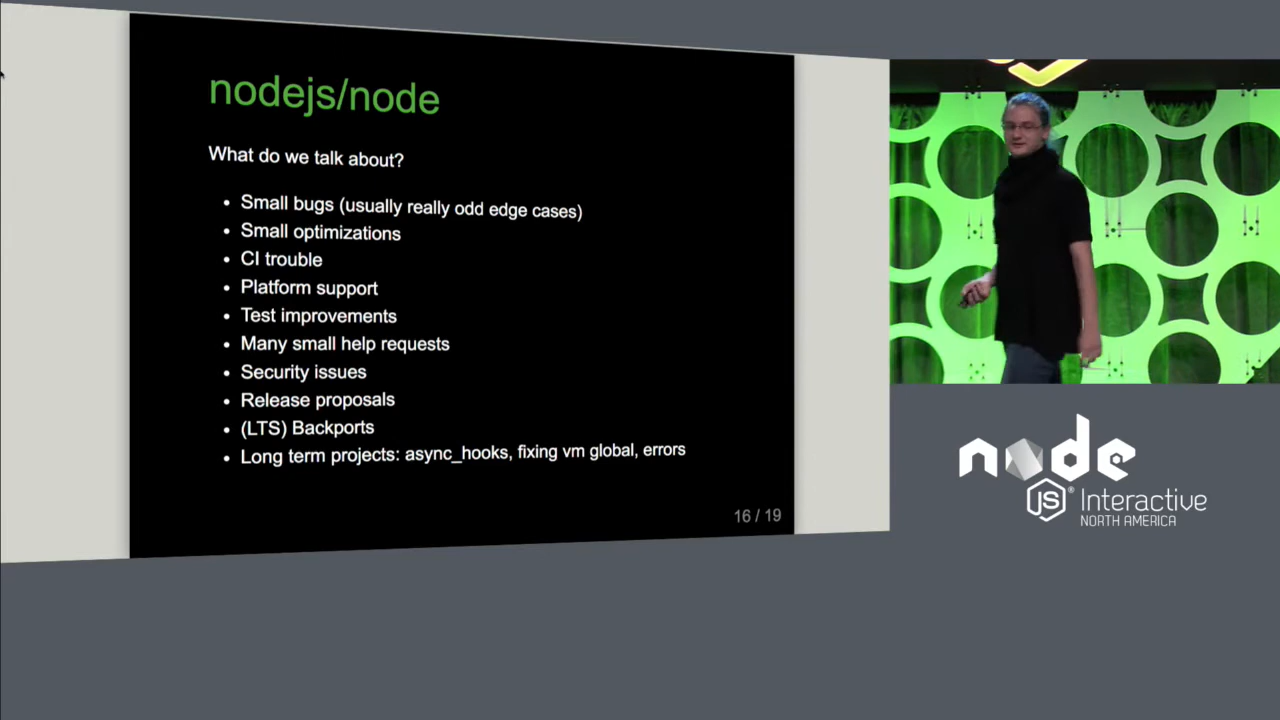 nodejs/node
What do we talk about?
• Small bugs (usually really odd edge cases)
• Small optimizations
• CI trouble
• Platform support
• Test improvements
• Many small help requests
• Security issues
• Release proposals
• (LTS) Backports
• Long term projects: async_hooks, fixing vm global, errors
16 / 19
node
JS® Interactive
NORTH AMERICA